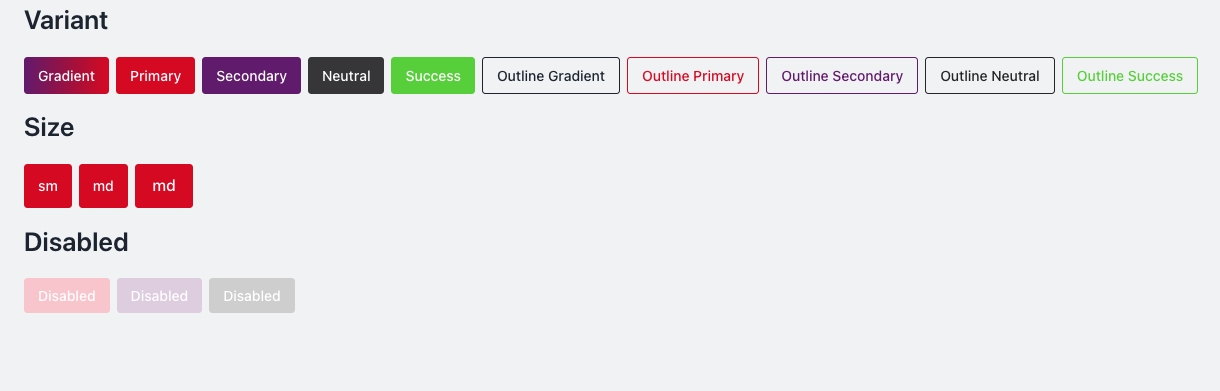 Variant
Gradient Primary Secondary Neutral Success Outline Gradient Outline Primary Outline Secondary Outline Neutral Outline Success
Size
sm md md
Disabled
Disabled Disabled Disabled